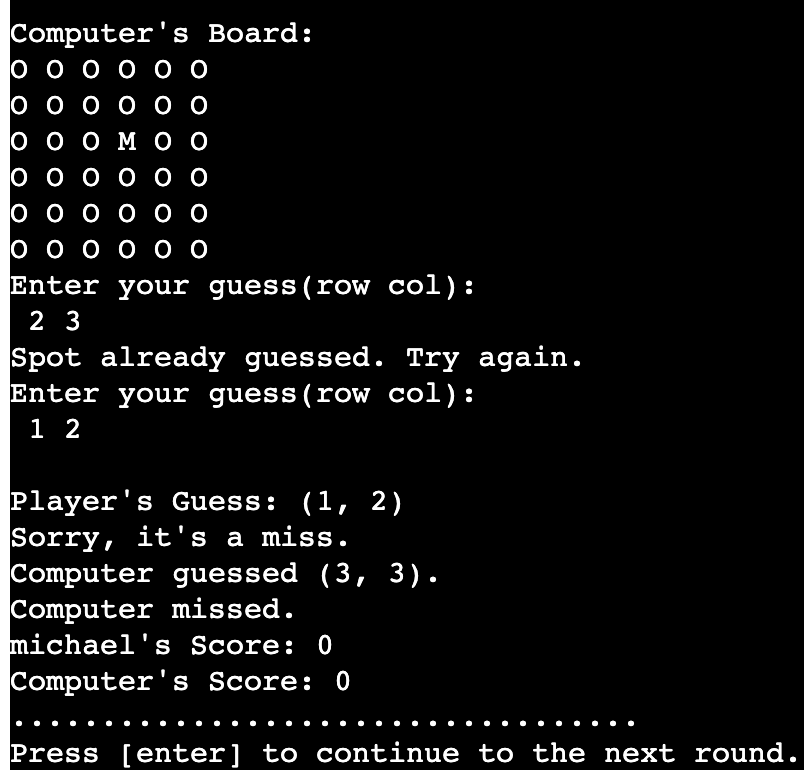 Computer's Board:
O O O O O O
O O O O O O
O O O M O O
O O O O O O
O O O O O O
O O O O O O
Enter your guess(row col):
 2 3
Spot already guessed. Try again.
Enter your guess(row col):
 1 2

Player's Guess: (1, 2)
Sorry, it's a miss.
Computer guessed (3, 3).
Computer missed.
michael's Score: 0
Computer's Score: 0
...................................
Press [enter] to continue to the next round.